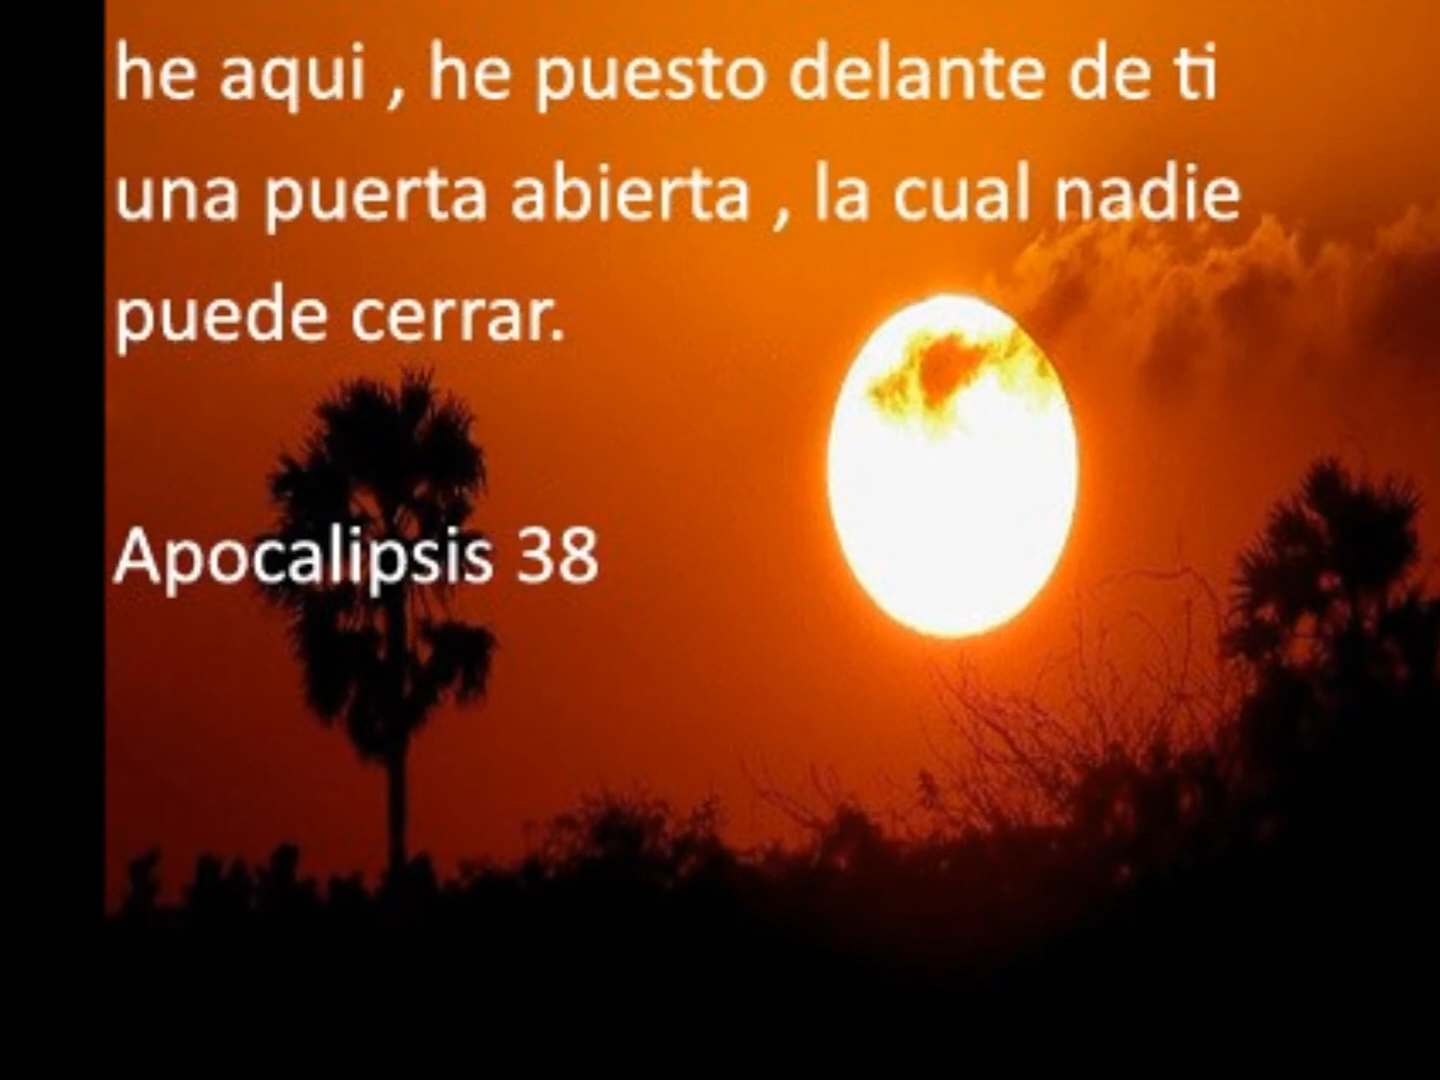 he aqui , he puesto delante de ti
una puerta abierta , la cual nadie
puede cerrar.
Apocalipsis 38